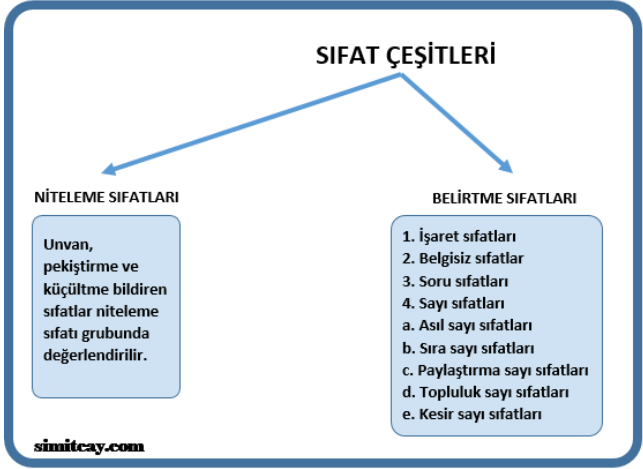 SIFAT ÇEŞİTLERİ
NİTELEME SIFATLARI
Unvan,
pekiştirme ve
küçültme bildiren
sıfatlar niteleme
sıfatı grubunda
değerlendirilir.
BELİRTME SIFATLARI
1. İşaret sıfatları
2. Belgisiz sıfatlar
3. Soru sıfatları
4. Sayı sıfatları
a. Asıl sayı sıfatları
b. Sıra sayı sıfatları
c. Paylaştırma sayı sıfatları
d. Topluluk sayı sıfatları
e. Kesir sayı sıfatları
simitcay.com